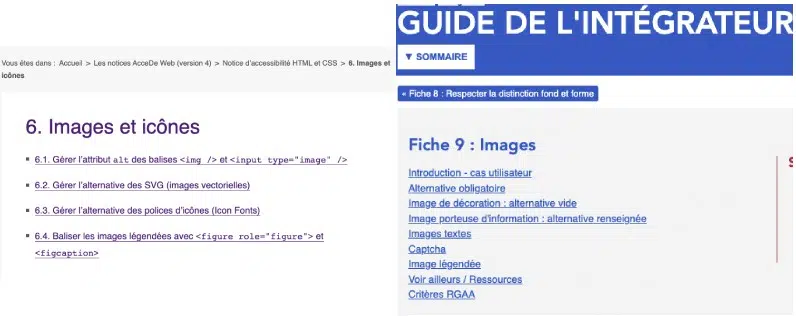 Vous êtes dans : Accueil > Les notices AcceDe Web (version 4) > Notice d'accessibilité HTML et CSS > 6. Images et
icônes
6. Images et icônes
6.1. Gérer l'attribut alt des balises <img /> et <input type="image" />
6.2. Gérer l'alternative des SVG (images vectorielles)
6.3. Gérer l'alternative des polices d'icônes (Icon Fonts)
6.4. Baliser les images légendées avec <figure role="figure"> et
<figcaption>
GUIDE DE L'INTÉGRATEUR
▼ SOMMAIRE
« Fiche 8 : Respecter la distinction fond et forme
Fiche 9 : Images
Introduction - cas utilisateur
Alternative obligatoire
Image de décoration : alternative vide
Image porteuse d'information : alternative renseignée
Images textes
Captcha
Image légendée
Voir ailleurs / Ressources
Critères RGAA